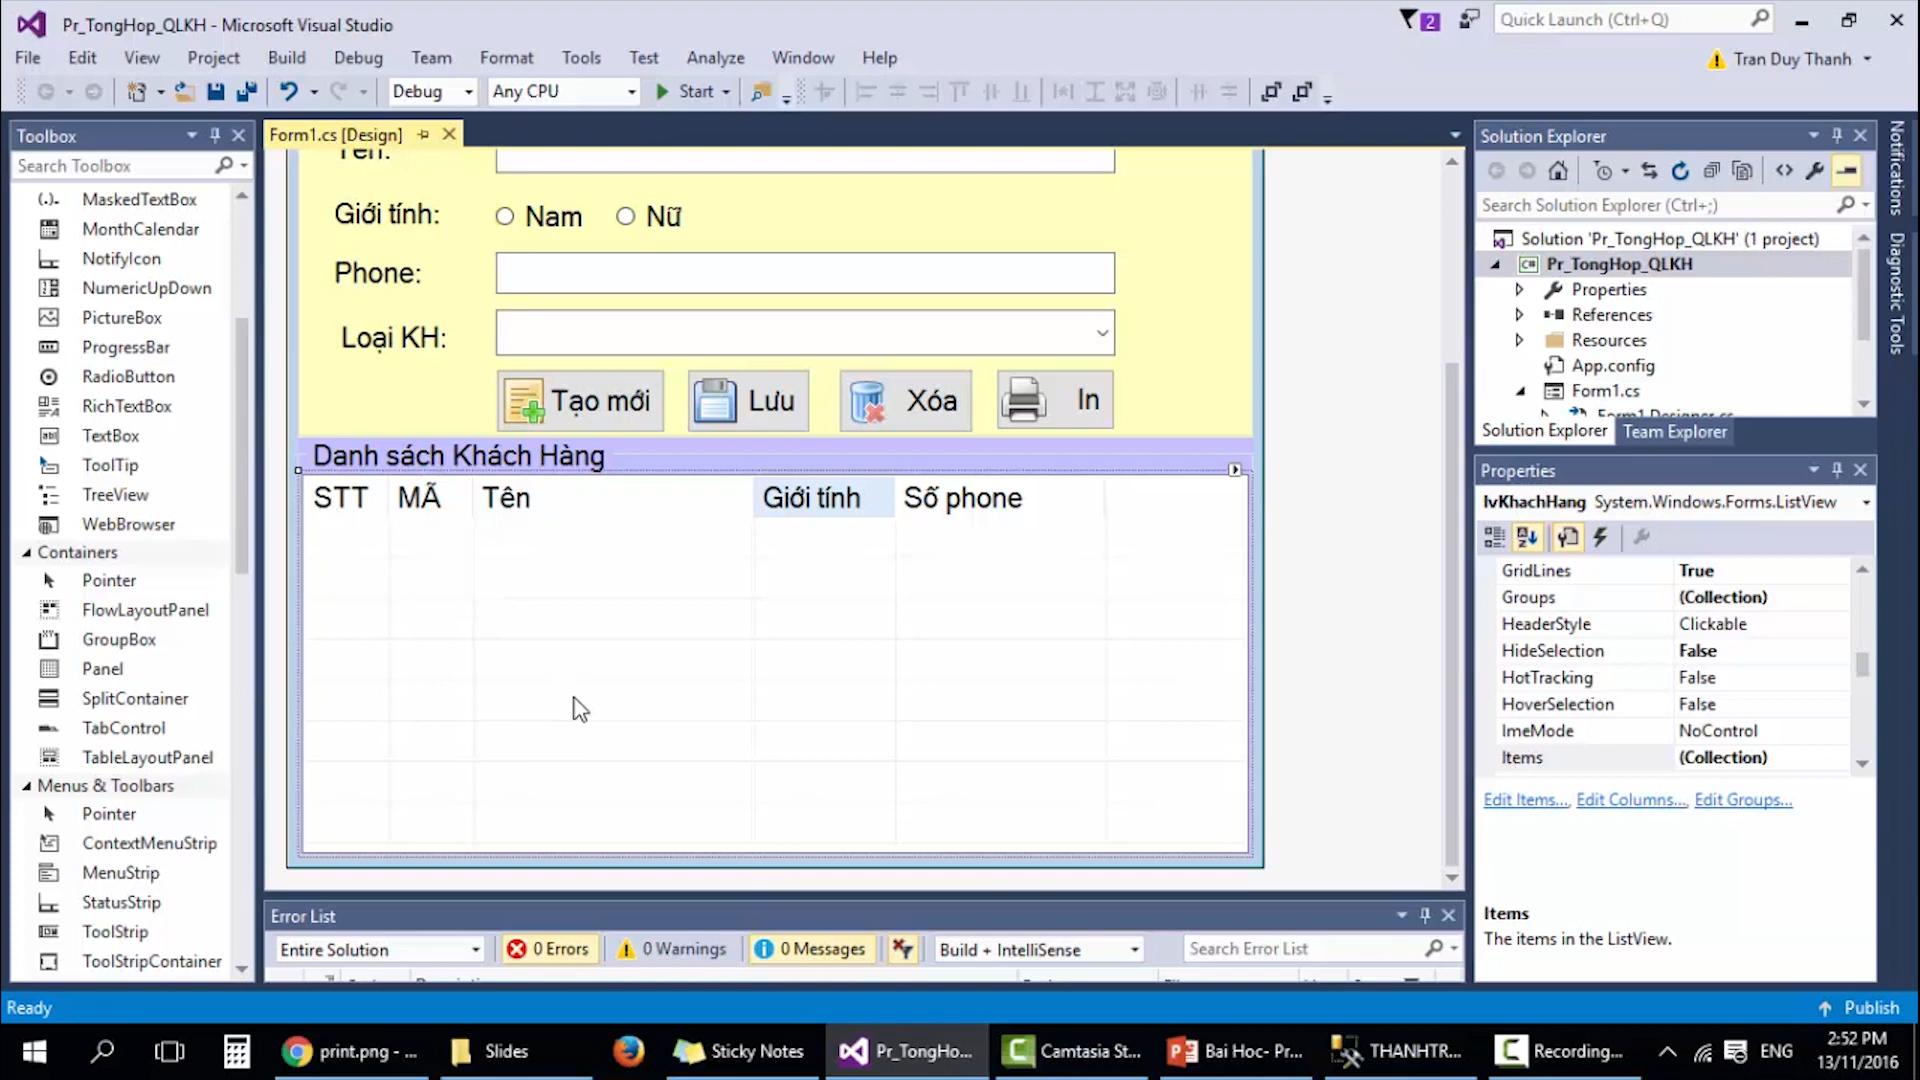 Pr_TongHop_QLKH - Microsoft Visual Studio
2
Quick Launch (Ctrl+Q)
File Edit View Project Build Debug Team Format Tools Test Analyze Window Help
Tran Duy Thanh
Debug
Any CPU
Start
Toolbox
Search Toolbox
MaskedTextBox
MonthCalendar
NotifyIcon
NumericUpDown
PictureBox
ProgressBar
RadioButton
RichTextBox
TextBox
ToolTip
TreeView
WebBrowser
Containers
Pointer
FlowLayoutPanel
GroupBox
Panel
SplitContainer
TabControl
TableLayoutPanel
Menus & Toolbars
Pointer
ContextMenuStrip
MenuStrip
StatusStrip
ToolStrip
ToolStripContainer
Form1.cs [Design]
Tên:
Giới tính:
Nam
Nữ
Phone:
Loại KH:
Tạo mới
Lưu
Xóa
In
Danh sách Khách Hàng
STT MÃ Tên Giới tính Số phone
Error List
Entire Solution
0 Errors
0 Warnings
0 Messages
Build + IntelliSense
Search Error List
Solution Explorer
Search Solution Explorer (Ctrl+;)
Solution 'Pr_TongHop_QLKH' (1 project)
Pr_TongHop_QLKH
Properties
References
Resources
App.config
Form1.cs
Form1.Designer.cs
Solution Explorer
Team Explorer
Properties
lvKhachHang System.Windows.Forms.ListView
GridLines True
Groups (Collection)
HeaderStyle Clickable
HideSelection False
HotTracking False
HoverSelection False
ImeMode NoControl
Items (Collection)
Edit Items..., Edit Columns..., Edit Groups...
Items
The items in the ListView.
Notifications
Diagnostic Tools
Ready
Publish
print.png - ...
Slides
Sticky Notes
Pr_TongHo...
Camtasia St...
Bai Hoc- Pr...
THANHTR...
Recording...
ENG
2:52 PM
13/11/2016